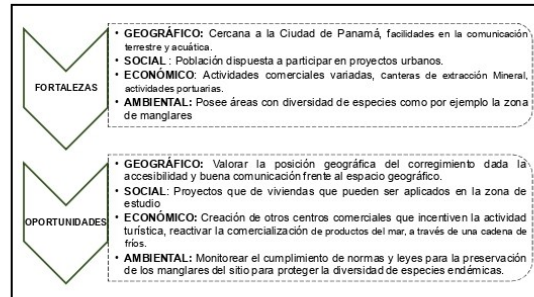 FORTALEZAS
• GEOGRÁFICO: Cercana a la Ciudad de Panamá, facilidades en la comunicación
terrestre y acuática.
• SOCIAL : Población dispuesta a participar en proyectos urbanos.
• ECONÓMICO: Actividades comerciales variadas, Canteras de extracción Mineral,
actividades portuarias.
• AMBIENTAL: Posee áreas con diversidad de especies como por ejemplo la zona
de manglares
OPORTUNIDADES
• GEOGRÁFICO: Valorar la posición geográfica del corregimiento dada la
accesibilidad y buena comunicación frente al espacio geográfico.
• SOCIAL: Proyectos que de viviendas que pueden ser aplicados en la zona de
estudio
• ECONÓMICO: Creación de otros centros comerciales que incentiven la actividad
turística, reactivar la comercialización de productos del mar, a través de una cadena de
fríos.
• AMBIENTAL: Monitorear el cumplimiento de normas y leyes para la preservación
de los manglares del sitio para proteger la diversidad de especies endémicas.